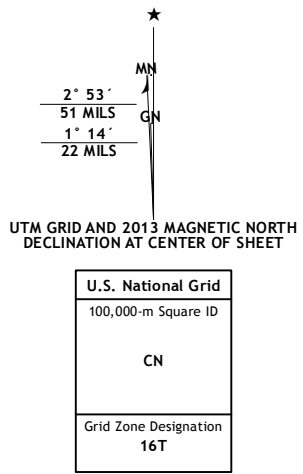 ★
MN
2° 53´
51 MILS
GN
1° 14´
22 MILS
UTM GRID AND 2013 MAGNETIC NORTH
DECLINATION AT CENTER OF SHEET
U.S. National Grid
100,000-m Square ID
CN
Grid Zone Designation
16T